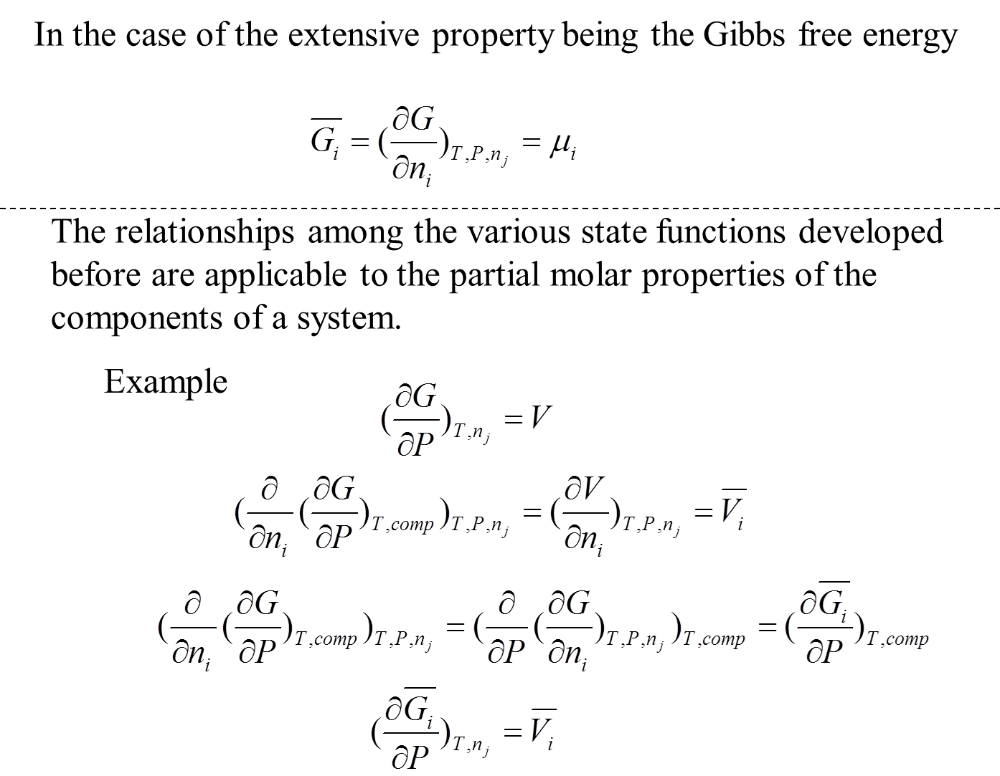 In the case of the extensive property being the Gibbs free energy
$\overline{G_i} = (\frac{\partial G}{\partial n_i})_{T,P,n_j} = \mu_i$
The relationships among the various state functions developed
before are applicable to the partial molar properties of the
components of a system.
Example
$(\frac{\partial G}{\partial P})_{T,n_j} = V$
$(\frac{\partial}{\partial n_i}(\frac{\partial G}{\partial P})_{T,comp})_{T,P,n_j} = (\frac{\partial V}{\partial n_i})_{T,P,n_j} = \overline{V_i}$
$(\frac{\partial}{\partial n_i}(\frac{\partial G}{\partial P})_{T,comp})_{T,P,n_j} = (\frac{\partial}{\partial P}(\frac{\partial G}{\partial n_i})_{T,P,n_j})_{T,comp} = (\frac{\partial \overline{G_i}}{\partial P})_{T,comp}$
$(\frac{\partial \overline{G_i}}{\partial P})_{T,n_j} = \overline{V_i}$